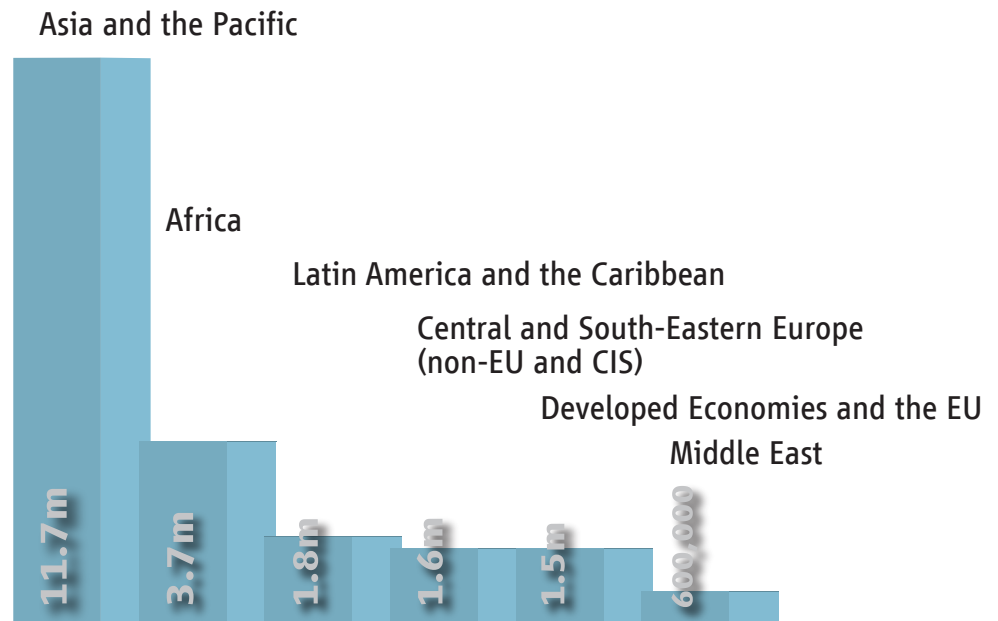 Asia and the Pacific
Africa
Latin America and the Caribbean
Central and South-Eastern Europe
(non-EU and CIS)
Developed Economies and the EU
Middle East
11.7m
3.7m
1.8m
1.6m
1.5m
600,000